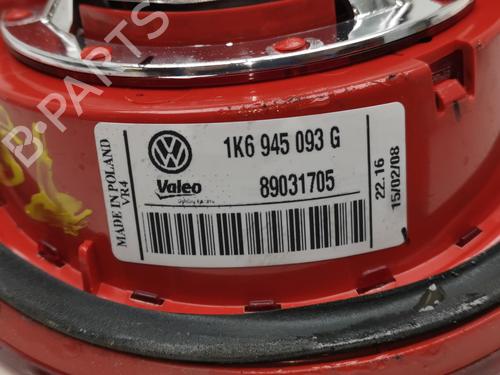 B-PARTS
MADE IN POLAND
VR4
1K6 945 093 G
Valeo
89031705
22.16
15/02/08